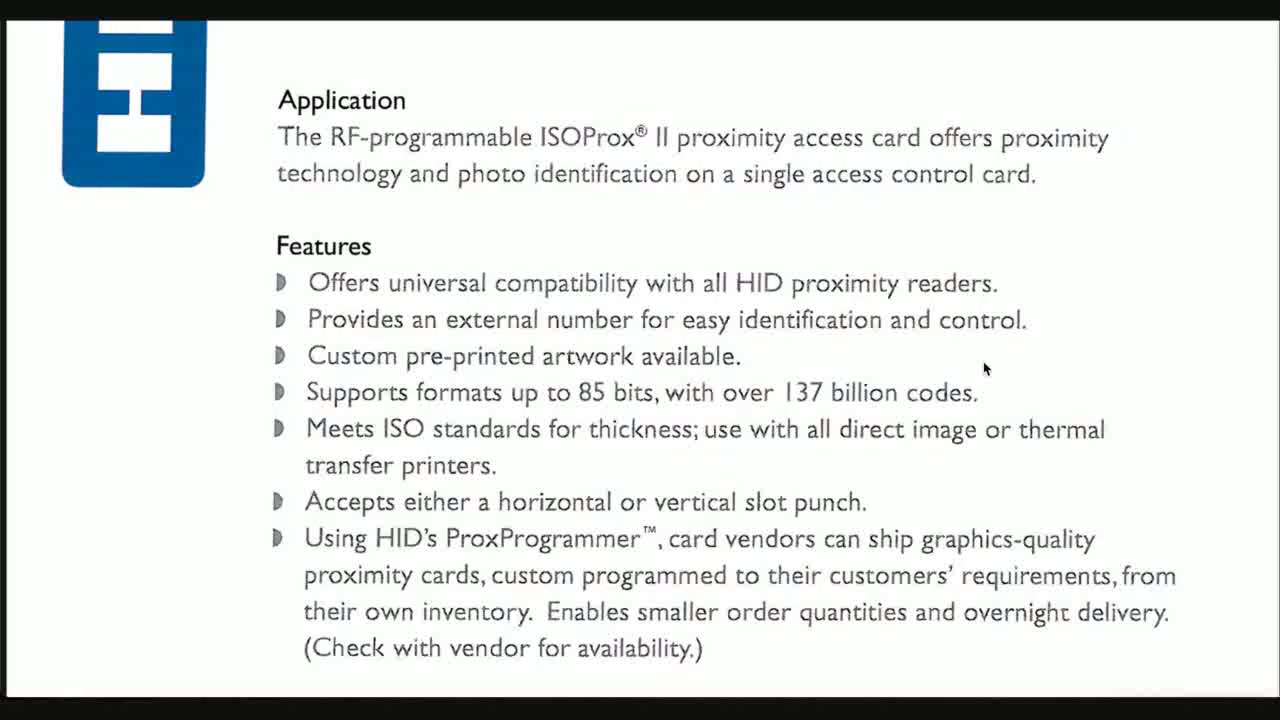 Application
The RF-programmable ISOProx® II proximity access card offers proximity
technology and photo identification on a single access control card.
Features
Offers universal compatibility with all HID proximity readers.
Provides an external number for easy identification and control.
Custom pre-printed artwork available.
Supports formats up to 85 bits, with over 137 billion codes.
Meets ISO standards for thickness; use with all direct image or thermal
transfer printers.
Accepts either a horizontal or vertical slot punch.
Using HID's ProxProgrammer™, card vendors can ship graphics-quality
proximity cards, custom programmed to their customers' requirements, from
their own inventory. Enables smaller order quantities and overnight delivery.
(Check with vendor for availability.)